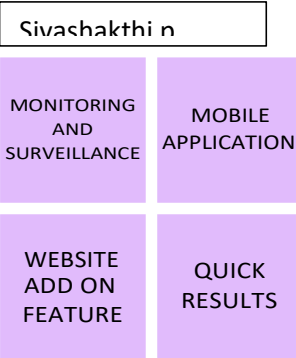 Sivashakthi p
MONITORING
AND
SURVEILLANCE
MOBILE
APPLICATION
WEBSITE
ADD ON
FEATURE
QUICK
RESULTS